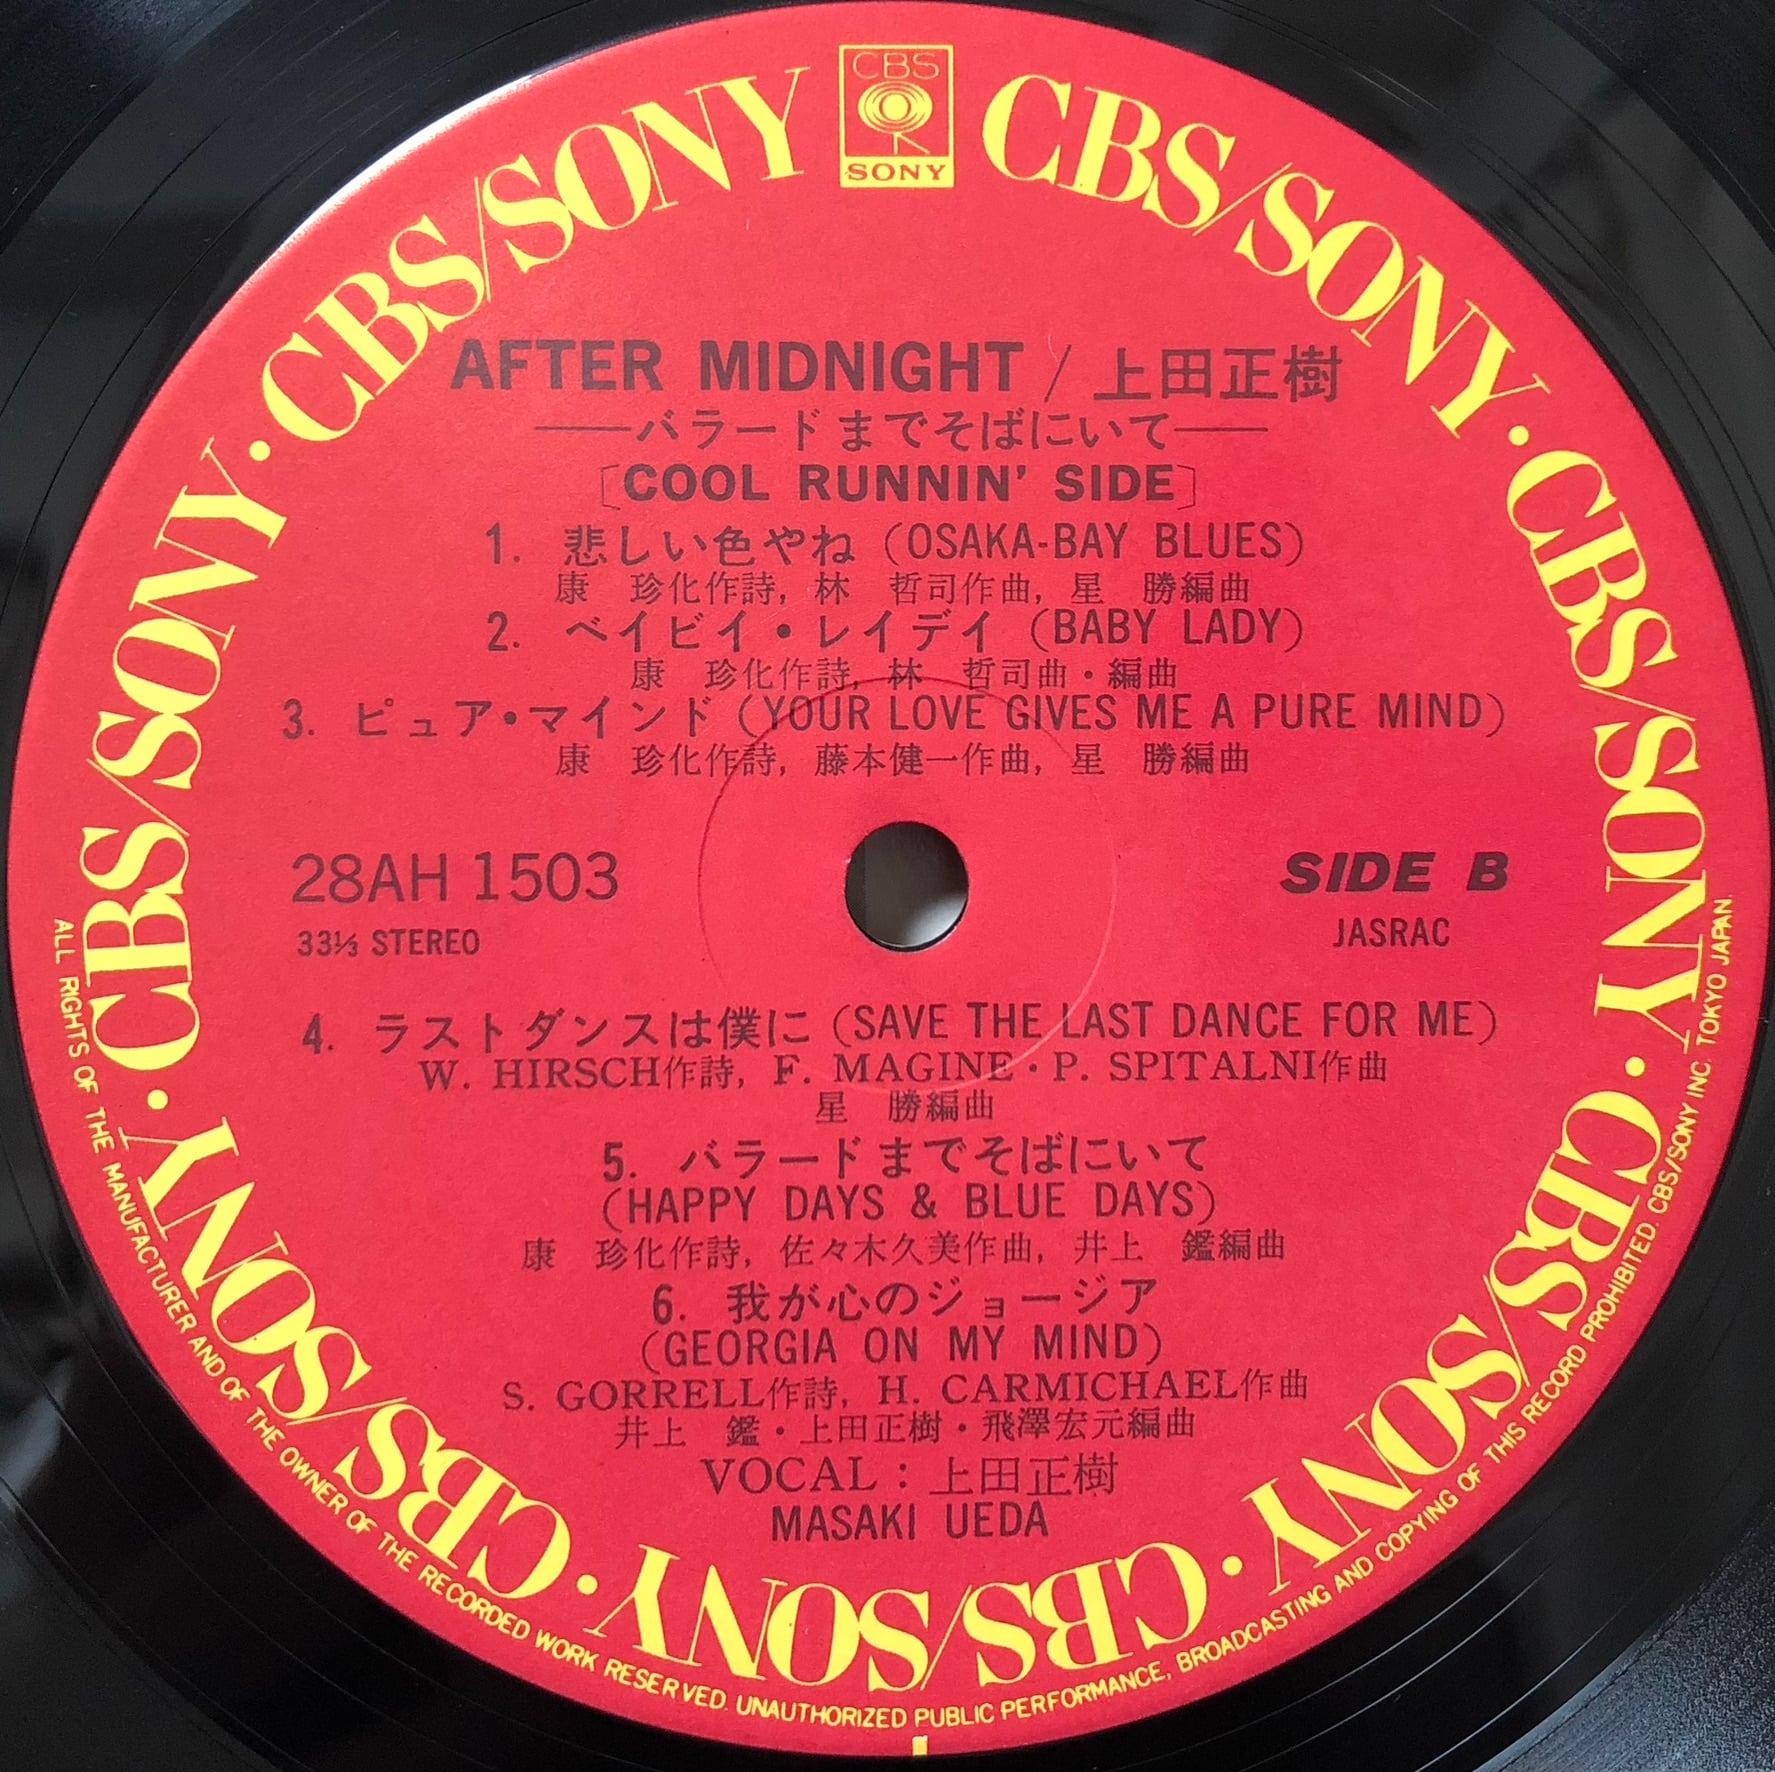 CBS
SONY
CBS/SONY・CBS/SONY・CBS/SONY・CBS/SONY・CBS/SONY・CBS/SONY・CBS/SONY・CBS/SONY
AFTER MIDNIGHT / 上田正樹
──バラードまでそばにいて──
[COOL RUNNIN' SIDE]
1. 悲しい色やね (OSAKA-BAY BLUES)
康 珍化作詩, 林 哲司作曲, 星 勝編曲
2. ベイビイ・レイディ (BABY LADY)
康 珍化作詩, 林 哲司曲・編曲
3. ピュア・マインド (YOUR LOVE GIVES ME A PURE MIND)
康 珍化作詩, 藤本健一作曲, 星 勝編曲
28AH 1503
33⅓ STEREO
SIDE B
JASRAC
4. ラストダンスは僕に (SAVE THE LAST DANCE FOR ME)
W. HIRSCH作詩, F. MAGINE・P. SPITALNI作曲
星 勝編曲
5. バラードまでそばにいて
(HAPPY DAYS & BLUE DAYS)
康 珍化作詩, 佐々木久美作曲, 井上 鑑編曲
6. 我が心のジョージア
(GEORGIA ON MY MIND)
S. GORRELL作詩, H. CARMICHAEL作曲
井上 鑑・上田正樹・飛澤宏元編曲
VOCAL : 上田正樹
MASAKI UEDA
ALL RIGHTS OF THE MANUFACTURER AND OF THE OWNER OF THE RECORDED WORK RESERVED. UNAUTHORIZED PUBLIC PERFORMANCE, BROADCASTING AND COPYING OF THIS RECORD PROHIBITED. CBS/SONY INC. TOKYO JAPAN.